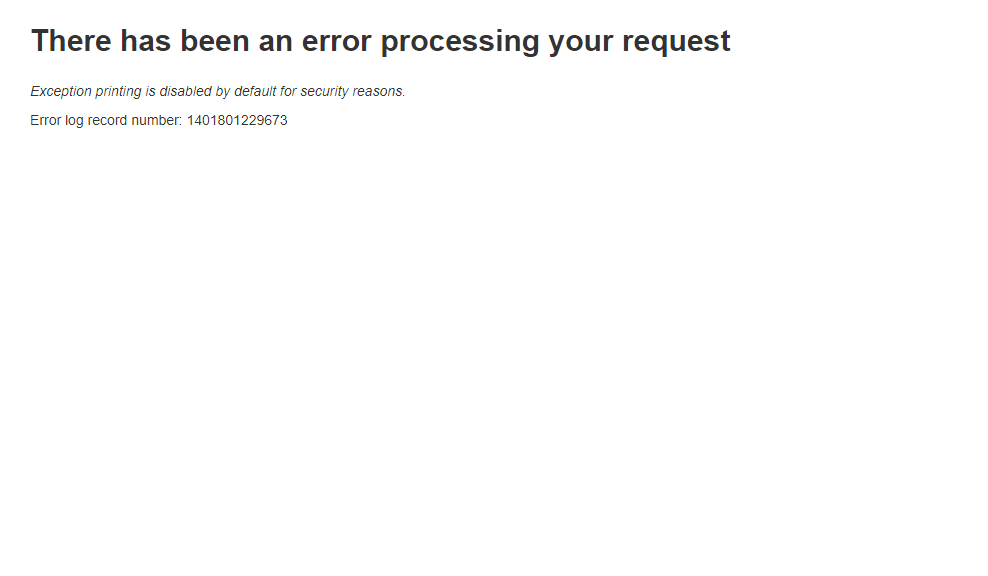 There has been an error processing your request
Exception printing is disabled by default for security reasons.
Error log record number: 1401801229673